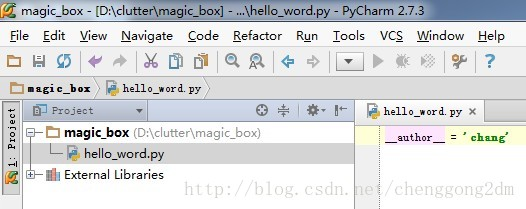 magic_box - [D:\clutter\magic_box] - ...\hello_word.py - PyCharm 2.7.3
File Edit View Navigate Code Refactor Run Tools VCS Window Help
magic_box hello_word.py
1: Project
Project
hello_word.py
magic_box (D:\clutter\magic_box)
hello_word.py
External Libraries
__author__ = 'chang'
http://blog.csdn.net/chenggong2dm